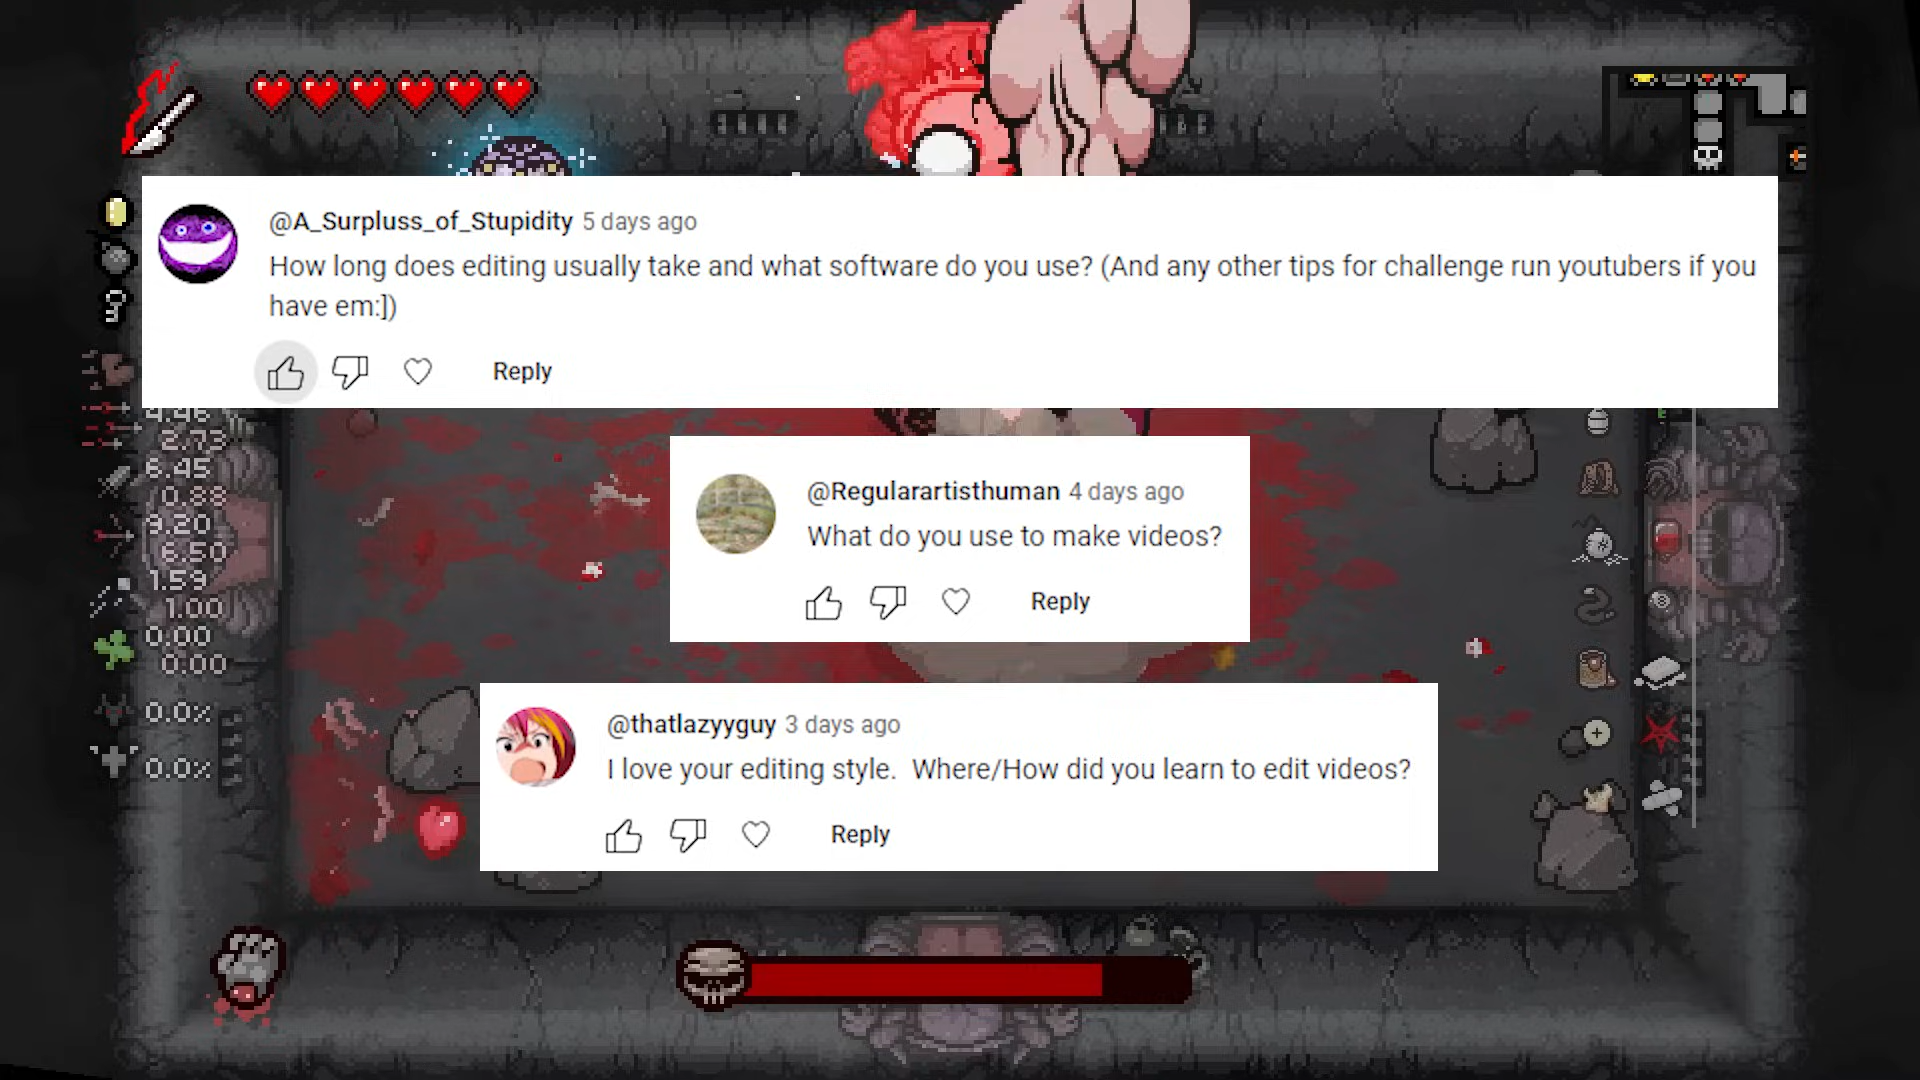 @A_Surpluss_of_Stupidity 5 days ago
How long does editing usually take and what software do you use? (And any other tips for challenge run youtubers if you
have em:])
Reply
@Regularartisthuman 4 days ago
What do you use to make videos?
Reply
@thatlazyyguy 3 days ago
I love your editing style.  Where/How did you learn to edit videos?
Reply
4.46
2.73
6.45
0.88
9.20
6.50
1.59
1.00
0.00
0.00
0.0%
0.0%